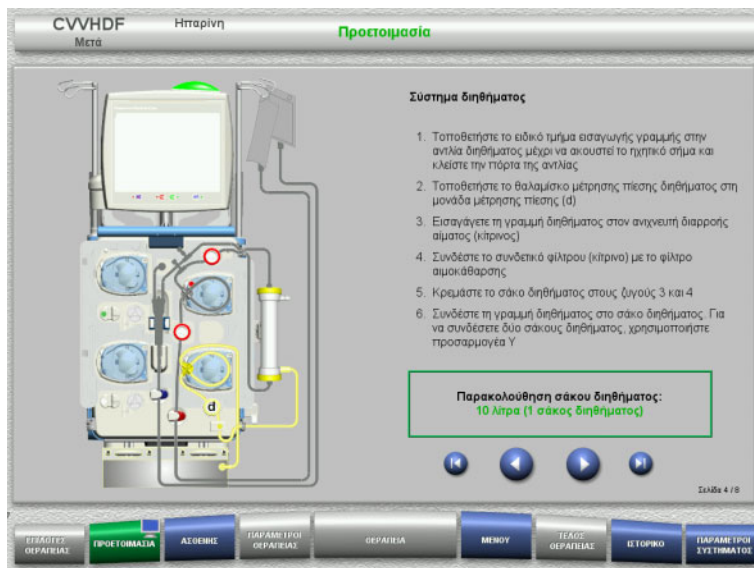 CVVHDF
Μετά
Ηπαρίνη
Προετοιμασία
Σύστημα διηθήματος
1. Τοποθετήστε το ειδικό τμήμα εισαγωγής γραμμής στην
αντλία διηθήματος μέχρι να ακουστεί το ηχητικό σήμα και
κλείστε την πόρτα της αντλίας
2. Τοποθετήστε το θαλαμίσκο μέτρησης πίεσης διηθήματος στη
μονάδα μέτρησης πίεσης (d)
3. Εισαγάγετε τη γραμμή διηθήματος στον ανιχνευτή διαρροής
αίματος (κίτρινος)
4. Συνδέστε το συνδετικό φίλτρου (κίτρινο) με το φίλτρο
αιμοκάθαρσης
5. Κρεμάστε το σάκο διηθήματος στους ζυγούς 3 και 4
6. Συνδέστε τη γραμμή διηθήματος στο σάκο διηθήματος. Για
να συνδέσετε δύο σάκους διηθήματος, χρησιμοποιήστε
προσαρμογέα Υ
d
Παρακολούθηση σάκου διηθήματος:
10 λίτρα (1 σάκος διηθήματος)
Σελίδα 4 / 8
ΕΠΙΛΟΓΕΣ
ΘΕΡΑΠΕΙΑΣ
ΠΡΟΕΤΟΙΜΑΣΙΑ
ΑΣΘΕΝΗΣ
ΠΑΡΑΜΕΤΡΟΙ
ΘΕΡΑΠΕΙΑΣ
ΘΕΡΑΠΕΙΑ
ΜΕΝΟΥ
ΤΕΛΟΣ
ΘΕΡΑΠΕΙΑΣ
ΙΣΤΟΡΙΚΟ
ΠΑΡΑΜΕΤΡΟΙ
ΣΥΣΤΗΜΑΤΟΣ